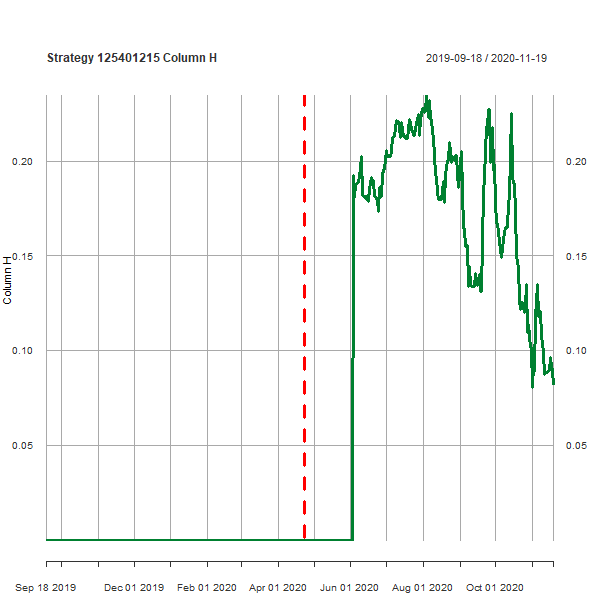 Strategy 125401215 Column H
2019-09-18 / 2020-11-19
0.20
0.20
0.15
0.15
Column H
0.10
0.10
0.05
0.05
Sep 18 2019
Dec 01 2019
Feb 01 2020
Apr 01 2020
Jun 01 2020
Aug 01 2020
Oct 01 2020